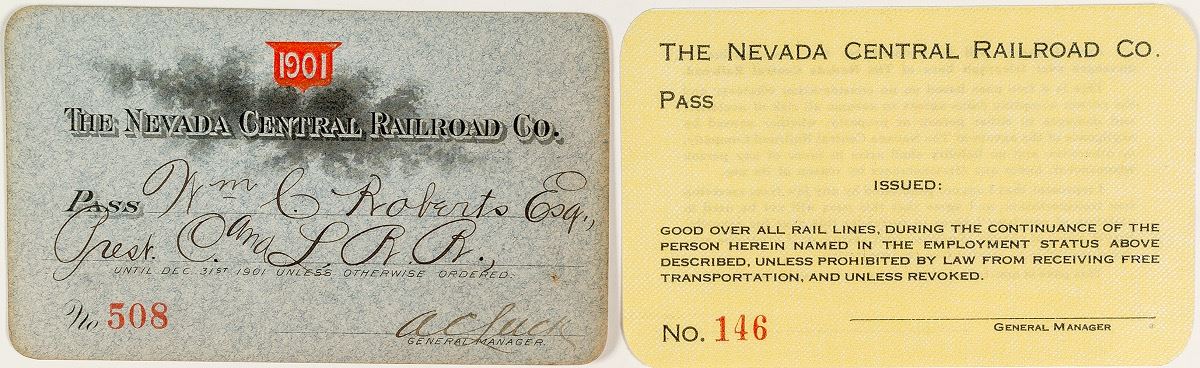 1901
THE NEVADA CENTRAL RAILROAD CO.
PASS Wm C. Roberts Esq.,
Prest. C. and L. R. R.,
UNTIL DEC. 31ST 1901 UNLESS OTHERWISE ORDERED.
No 508
A C Luck
GENERAL MANAGER.
THE NEVADA CENTRAL RAILROAD CO.
PASS
ISSUED:
GOOD OVER ALL RAIL LINES, DURING THE CONTINUANCE OF THE
PERSON HEREIN NAMED IN THE EMPLOYMENT STATUS ABOVE
DESCRIBED, UNLESS PROHIBITED BY LAW FROM RECEIVING FREE
TRANSPORTATION, AND UNLESS REVOKED.
NO. 146
GENERAL MANAGER